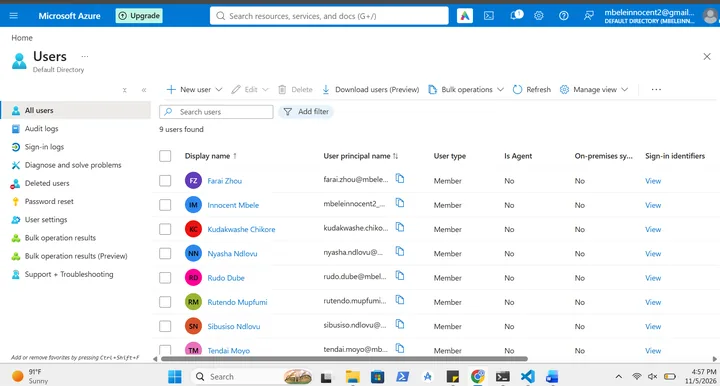 Microsoft Azure
Upgrade
Search resources, services, and docs (G+/)
1
mbeleinnocent2@gmail....
DEFAULT DIRECTORY (MBELEINN...
Home
Users
...
Default Directory
New user
Edit
Delete
Download users (Preview)
Bulk operations
Refresh
Manage view
...
All users
Audit logs
Sign-in logs
Diagnose and solve problems
Deleted users
Password reset
User settings
Bulk operation results
Bulk operation results (Preview)
Support + Troubleshooting
Add or remove favorites by pressing Ctrl+Shift+F
Search users
Add filter
9 users found
Display name ↑ User principal name ↑↓ User type Is Agent On-premises sy... Sign-in identifiers
FZ Farai Zhou farai.zhou@mbele... Member No No View
IM Innocent Mbele mbeleinnocent2_... Member No No View
KC Kudakwashe Chikore kudakwashe.chiko... Member No No View
NN Nyasha Ndlovu nyasha.ndlovu@... Member No No View
RD Rudo Dube rudo.dube@mbel... Member No No View
RM Rutendo Mupfumi rutendo.mupfumi... Member No No View
SN Sibusiso Ndlovu sibusiso.ndlovu@... Member No No View
TM Tendai Moyo tendai.moyo@mb... Member No No View
91°F
Sunny
Search
4:57 PM
11/5/2026